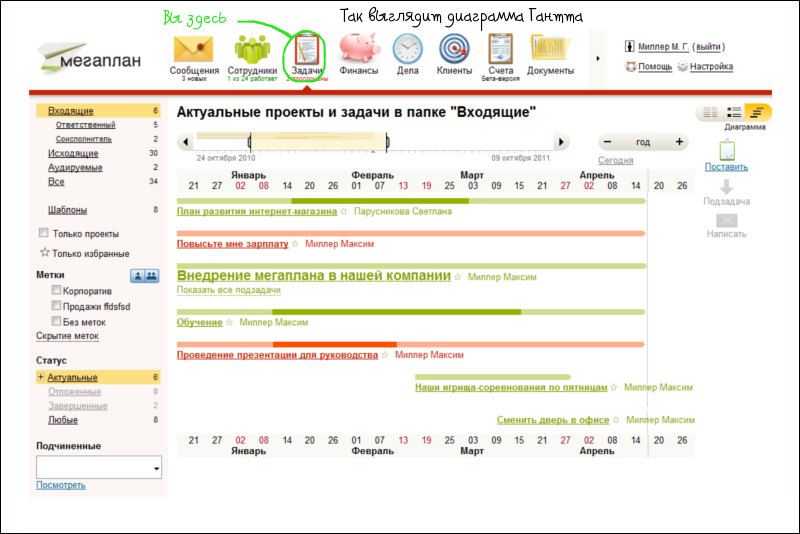 Вы здесь
Так выглядит диаграмма Гантта
мегаплан
Сообщения
3 новых
Сотрудники
1 из 24 работает
Задачи
Финансы
Дела
Клиенты
Счета
Бета-версия
Документы
Миллер М. Г. (выйти)
Помощь
Настройка
Входящие 6
Ответственный 5
Соисполнитель 2
Исходящие 30
Аудируемые 2
Все 34
Шаблоны 8
Только проекты
Только избранные
Метки
Корпоратив
Продажи ffdsfsd
Без меток
Скрытие меток
Статус
+ Актуальные 6
Отложенные 0
Завершенные 2
Любые 8
Подчиненные
Посмотреть
Актуальные проекты и задачи в папке "Входящие"
24 октября 2010
09 октября 2011
− год +
Сегодня
Диаграмма
Поставить
Подзадача
Написать
Январь Февраль Март Апрель
21 27 02 08 14 20 26 01 07 13 19 25 03 09 15 21 27 02 08 14 20 26
План развития интернет-магазина ☆ Парусникова Светлана
Повысьте мне зарплату ☆ Миллер Максим
Внедрение мегаплана в нашей компании ☆ Миллер Максим
Показать все подзадачи
Обучение ☆ Миллер Максим
Проведение презентации для руководства ☆ Миллер Максим
Наши игрища-соревнования по пятницам ☆ Миллер Максим
Сменить дверь в офисе ☆ Миллер Максим
21 27 02 08 14 20 26 01 07 13 19 25 03 09 15 21 27 02 08 14 20 26
Январь Февраль Март Апрель